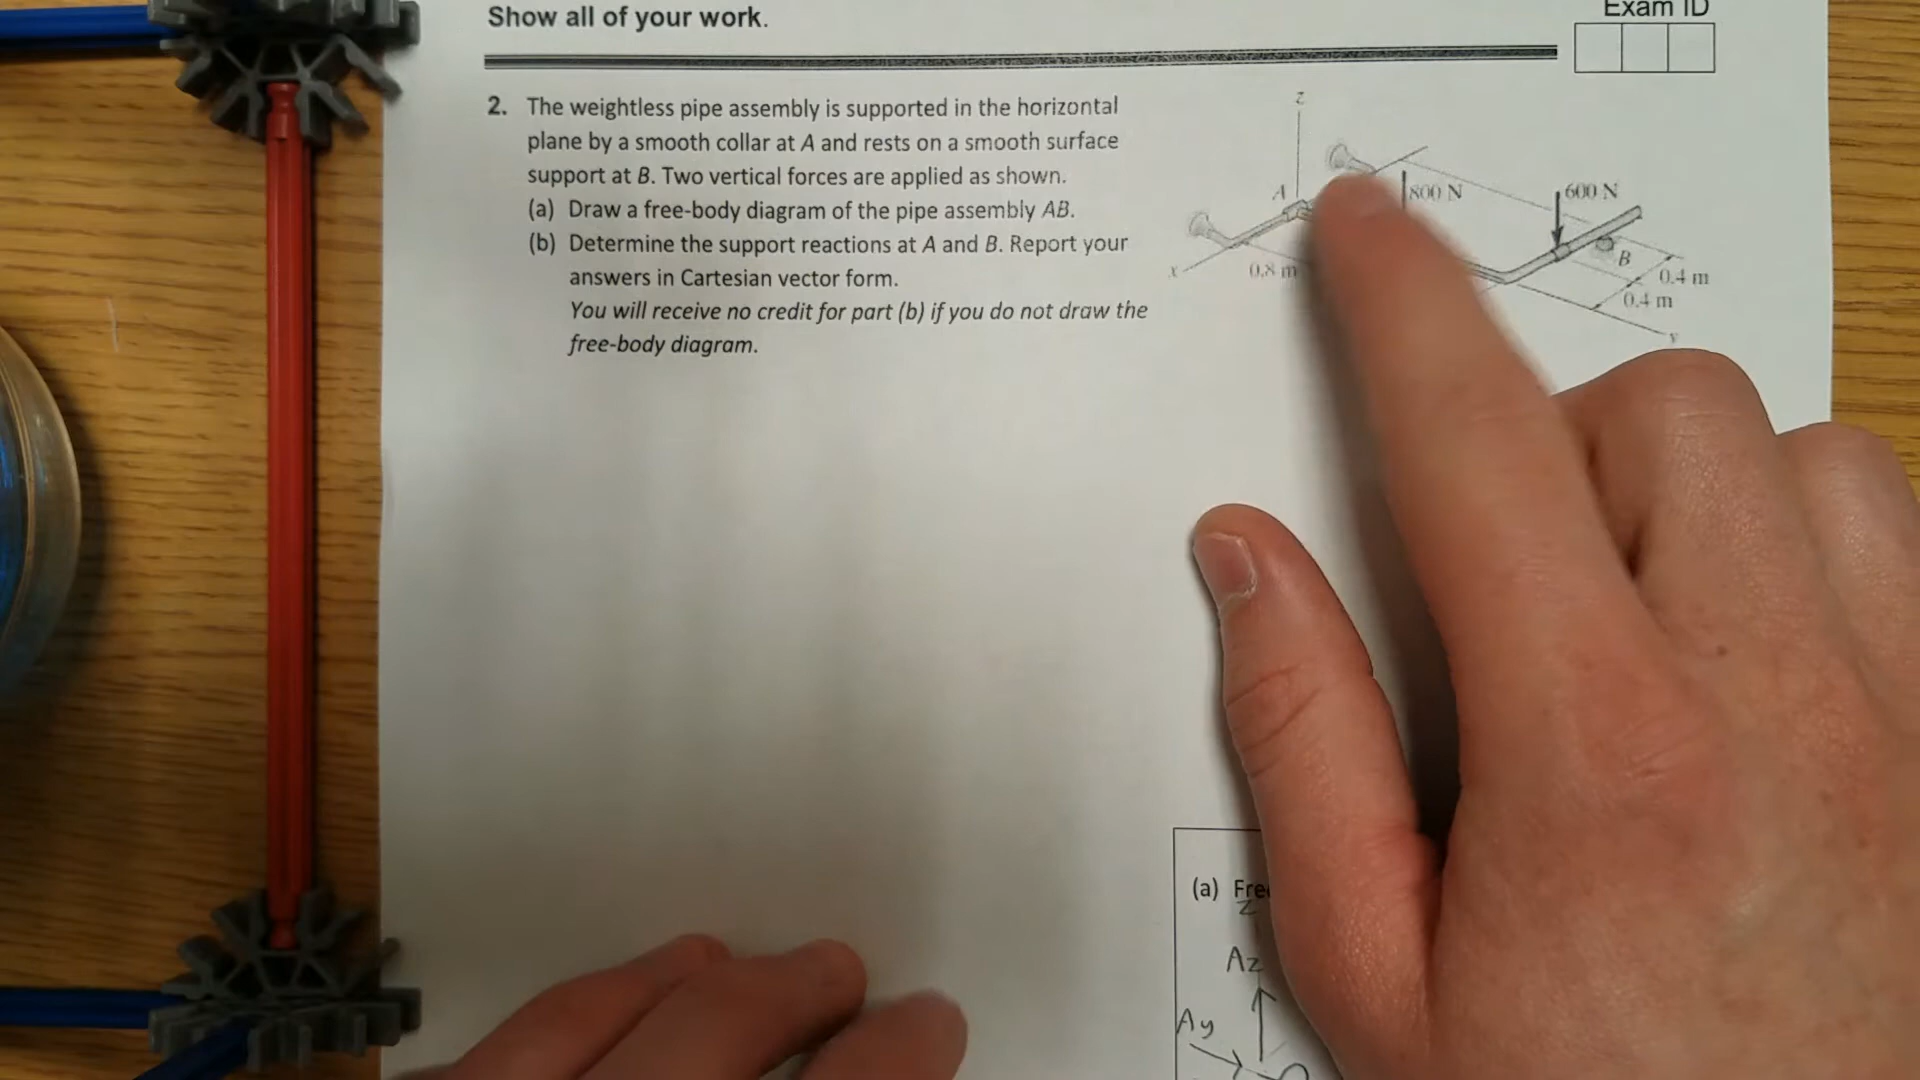 Show all of your work.
Exam ID
2. The weightless pipe assembly is supported in the horizontal
plane by a smooth collar at A and rests on a smooth surface
support at B. Two vertical forces are applied as shown.
(a) Draw a free-body diagram of the pipe assembly AB.
(b) Determine the support reactions at A and B. Report your
answers in Cartesian vector form.
You will receive no credit for part (b) if you do not draw the
free-body diagram.
z
A
800 N
600 N
x
0.8 m
B
0.4 m
0.4 m
y
(a) Fre
z
Az
Ay